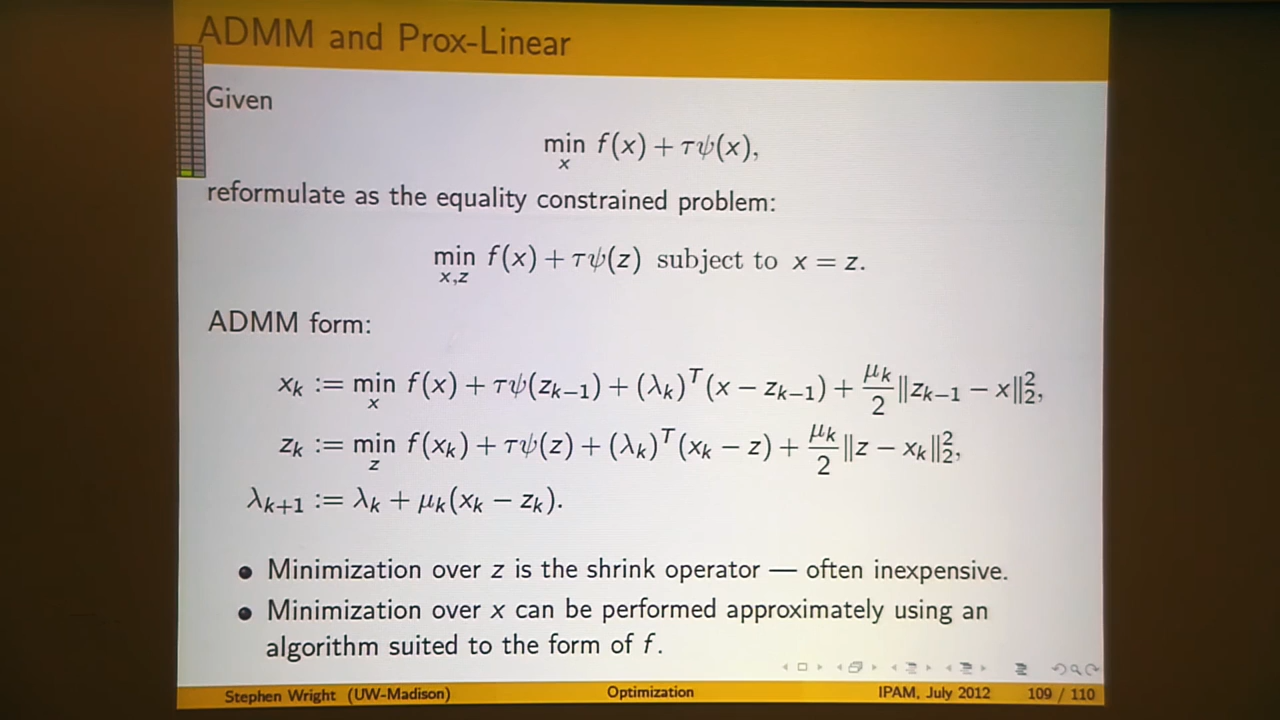 ADMM and Prox-Linear
Given
min_x f(x) + τψ(x),
reformulate as the equality constrained problem:
min_{x,z} f(x) + τψ(z) subject to x = z.
ADMM form:
x_k := min_x f(x) + τψ(z_{k−1}) + (λ_k)^T(x − z_{k−1}) + μ_k/2 ‖z_{k−1} − x‖_2^2,
z_k := min_z f(x_k) + τψ(z) + (λ_k)^T(x_k − z) + μ_k/2 ‖z − x_k‖_2^2,
λ_{k+1} := λ_k + μ_k(x_k − z_k).
• Minimization over z is the shrink operator — often inexpensive.
• Minimization over x can be performed approximately using an
algorithm suited to the form of f.
Stephen Wright (UW-Madison) Optimization IPAM, July 2012 109 / 110